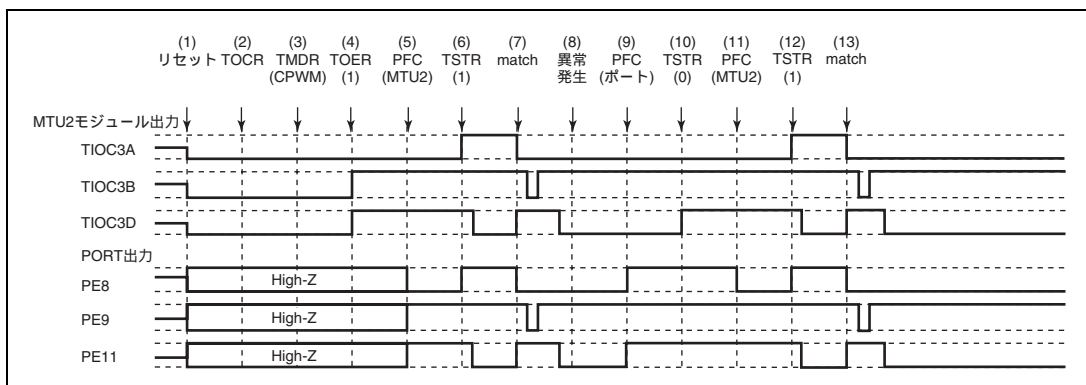 (1) (2) (3) (4) (5) (6) (7) (8) (9) (10) (11) (12) (13)
リセット TOCR TMDR TOER PFC TSTR match 異常 PFC TSTR PFC TSTR match
(CPWM) (1) (MTU2) (1) 発生 (ポート) (0) (MTU2) (1)
MTU2モジュール出力
TIOC3A
TIOC3B
TIOC3D
PORT出力
PE8 High-Z
PE9 High-Z
PE11 High-Z